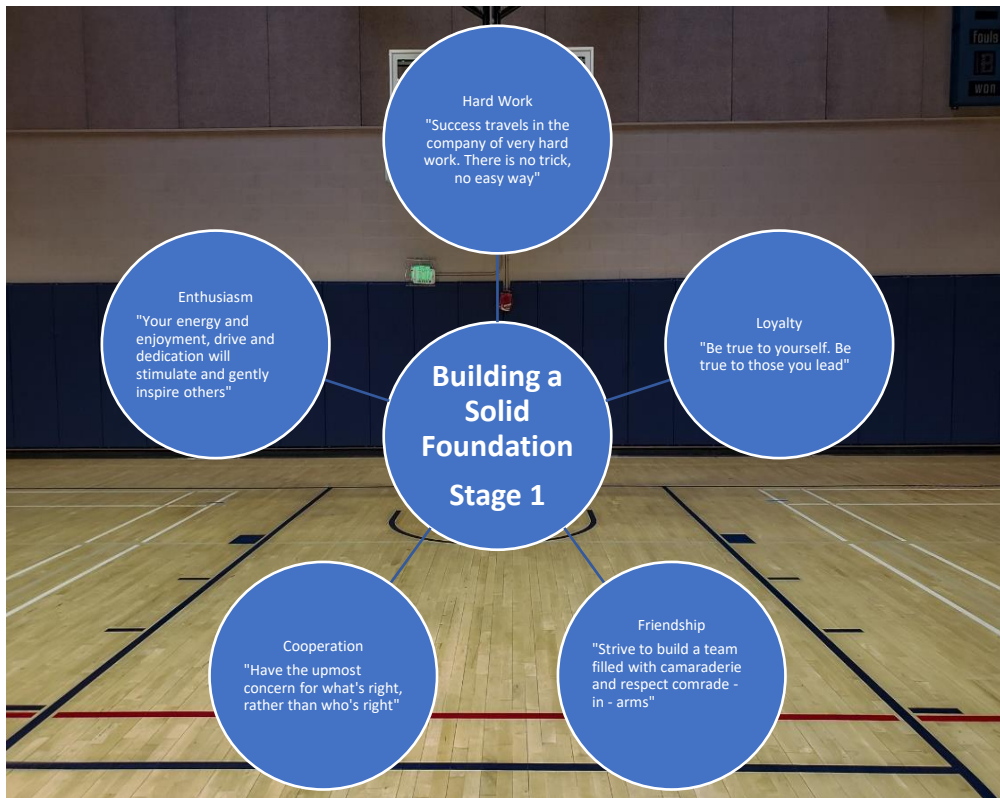 Fouls
won
Hard Work
"Success travels in the
company of very hard
work. There is no trick,
no easy way"
Enthusiasm
"Your energy and
enjoyment, drive and
dedication will
stimulate and gently
inspire others"
Loyalty
"Be true to yourself. Be
true to those you lead"
Building a
Solid
Foundation
Stage 1
Cooperation
"Have the upmost
concern for what's right,
rather than who's right"
Friendship
"Strive to build a team
filled with camaraderie
and respect comrade -
in - arms"